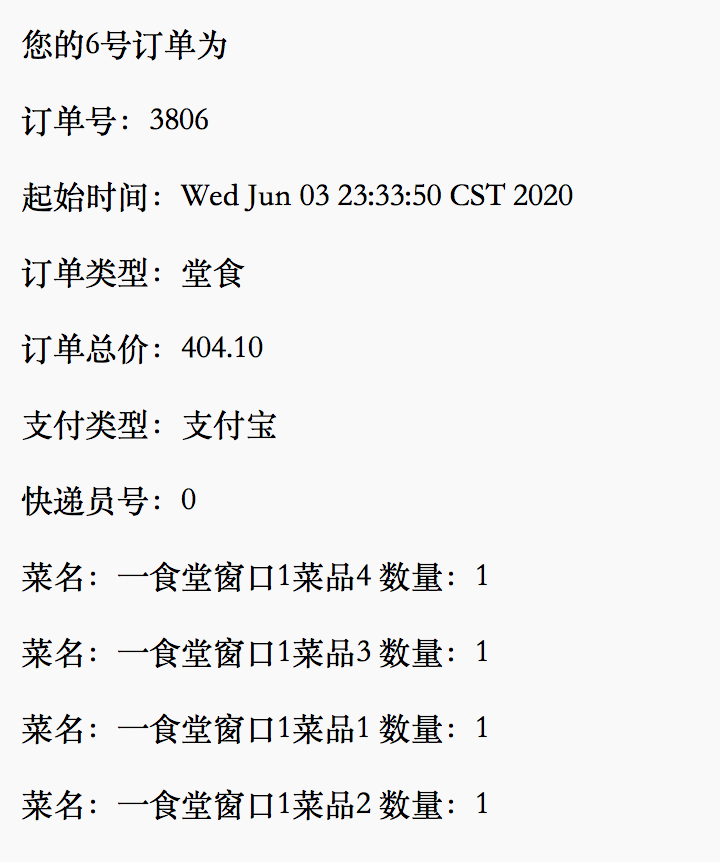 您的6号订单为
订单号：3806
起始时间：Wed Jun 03 23:33:50 CST 2020
订单类型：堂食
订单总价：404.10
支付类型：支付宝
快递员号：0
菜名：一食堂窗口1菜品4 数量：1
菜名：一食堂窗口1菜品3 数量：1
菜名：一食堂窗口1菜品1 数量：1
菜名：一食堂窗口1菜品2 数量：1